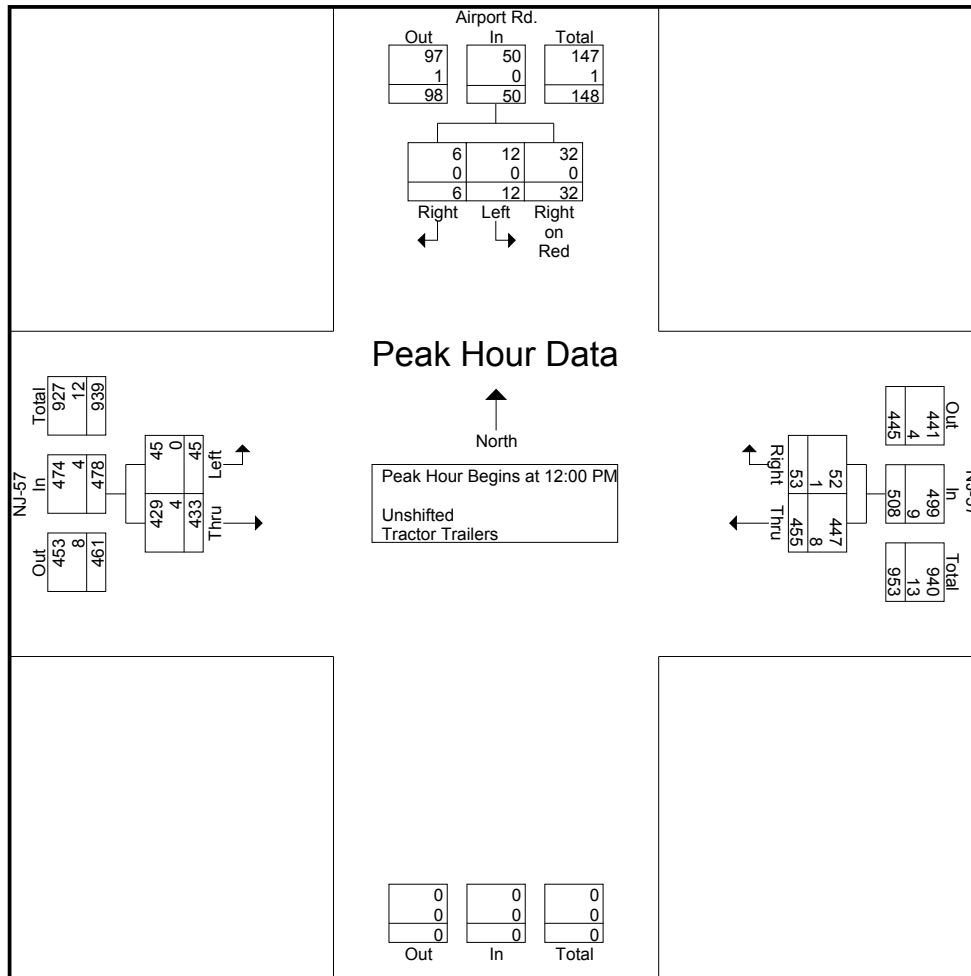 Airport Rd.
Out In Total
97 50 147
1 0 1
98 50 148
6 12 32
0 0 0
6 12 32
Right Left Right on Red
Peak Hour Data
North
Peak Hour Begins at 12:00 PM
Unshifted
Tractor Trailers
NJ-57
Total In Out
927 474 453
12 4 8
939 478 461
45 429
0 4
45 433
Left Thru
Out In Total
441 499 940
4 9 13
445 508 953
52 447
1 8
53 455
Right Thru
0 0 0
0 0 0
0 0 0
Out In Total